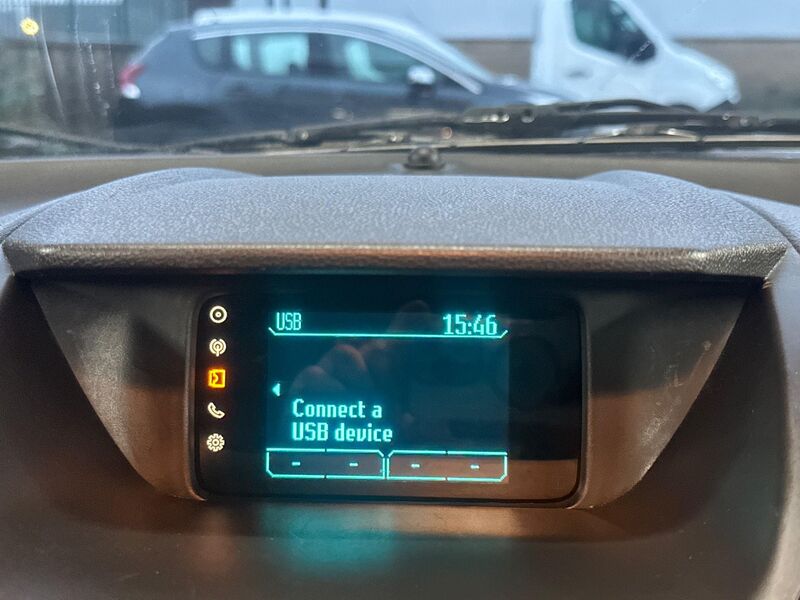 USB 15:46
Connect a
USB device
- - - -